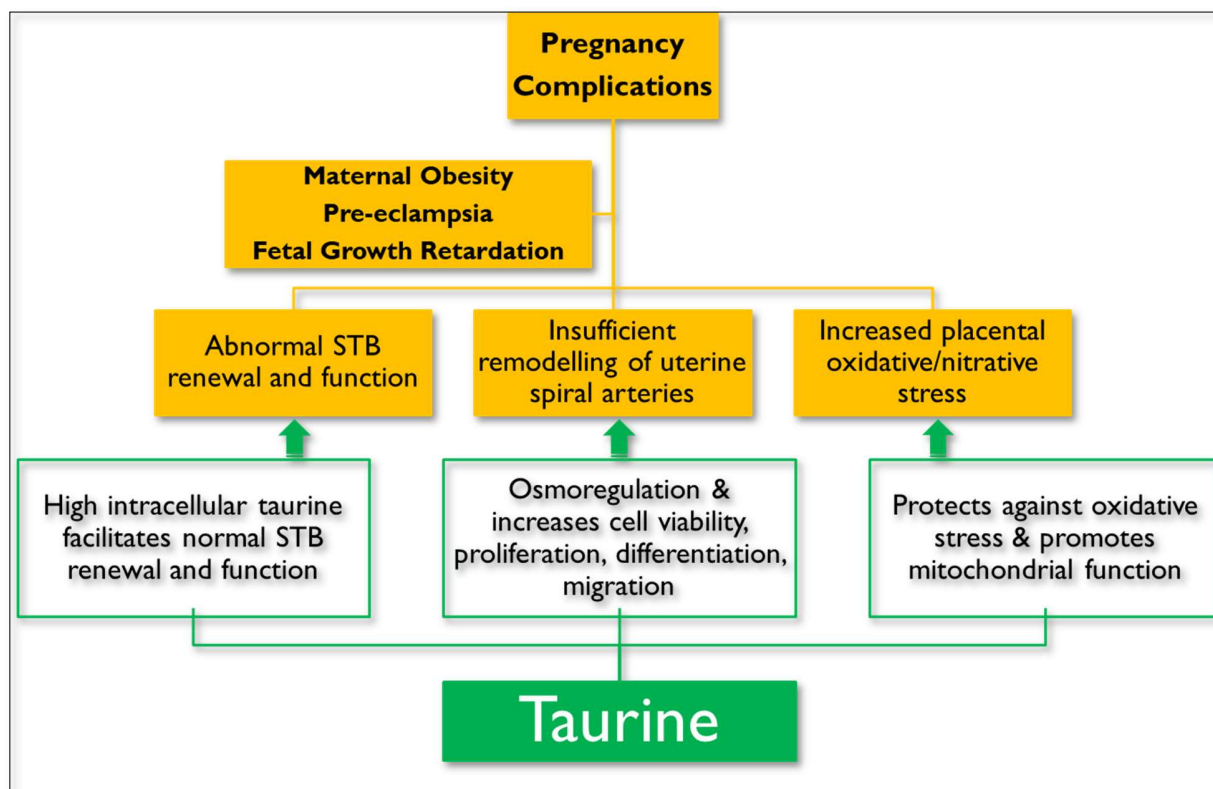 Pregnancy
Complications
Maternal Obesity
Pre-eclampsia
Fetal Growth Retardation
Abnormal STB
renewal and function
Insufficient
remodelling of uterine
spiral arteries
Increased placental
oxidative/nitrative
stress
High intracellular taurine
facilitates normal STB
renewal and function
Osmoregulation &
increases cell viability,
proliferation, differentiation,
migration
Protects against oxidative
stress & promotes
mitochondrial function
Taurine